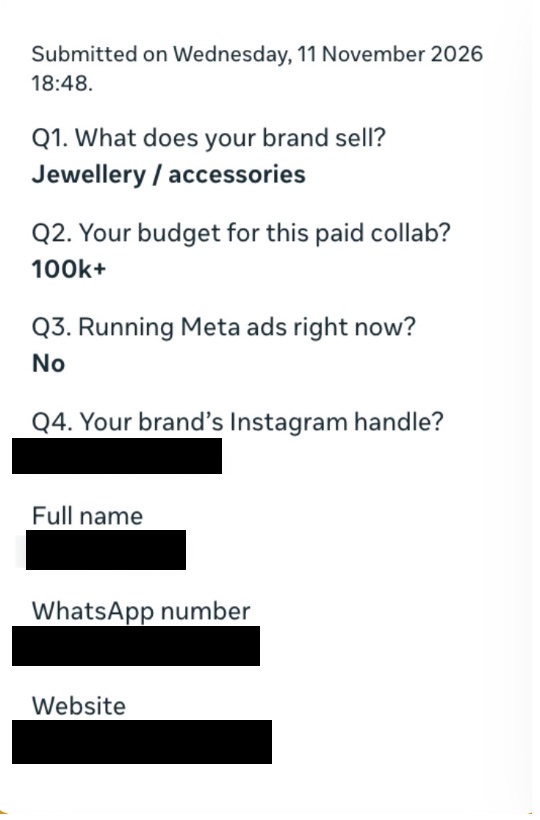 Submitted on Wednesday, 11 November 2026
18:48.
Q1. What does your brand sell?
Jewellery / accessories
Q2. Your budget for this paid collab?
100k+
Q3. Running Meta ads right now?
No
Q4. Your brand's Instagram handle?
Full name
WhatsApp number
Website